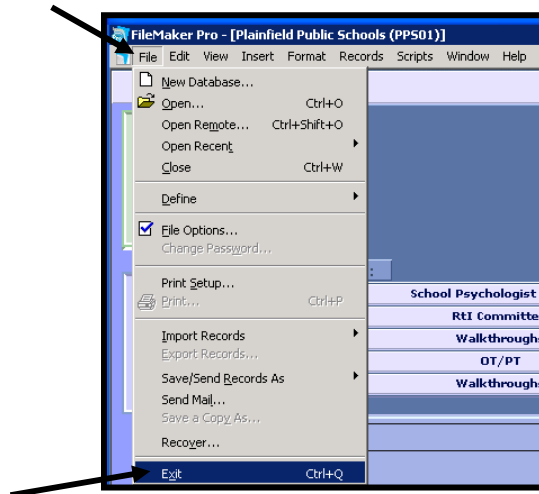 FileMaker Pro - [Plainfield Public Schools (PPS01)]
File Edit View Insert Format Records Scripts Window Help
New Database...
Open... Ctrl+O
Open Remote... Ctrl+Shift+O
Open Recent
Close Ctrl+W
Define
File Options...
Change Password...
Print Setup...
Print... Ctrl+P
Import Records
Export Records...
Save/Send Records As
Send Mail...
Save a Copy As...
Recover...
Exit Ctrl+Q
:
School Psychologist
RtI Committe
Walkthrough
OT/PT
Walkthrough